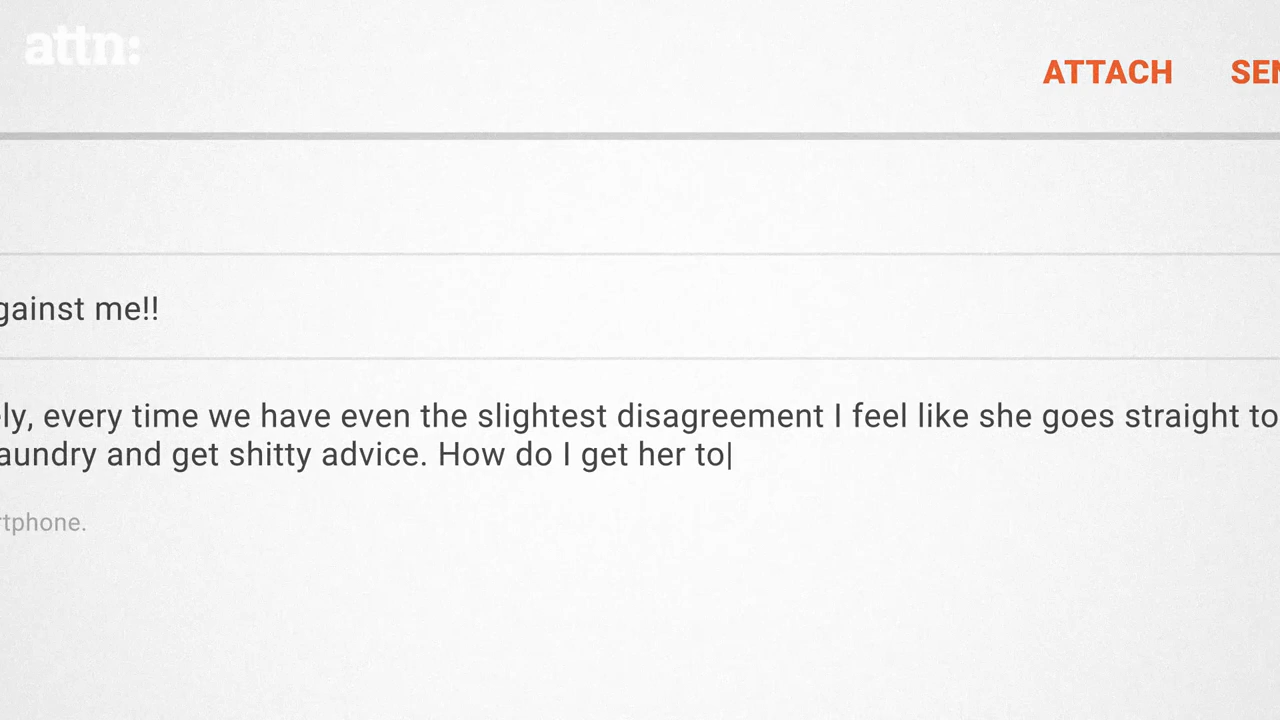 attn:
ATTACH SEN
gainst me!!
ly, every time we have even the slightest disagreement I feel like she goes straight to
aundry and get shitty advice. How do I get her to
rtphone.